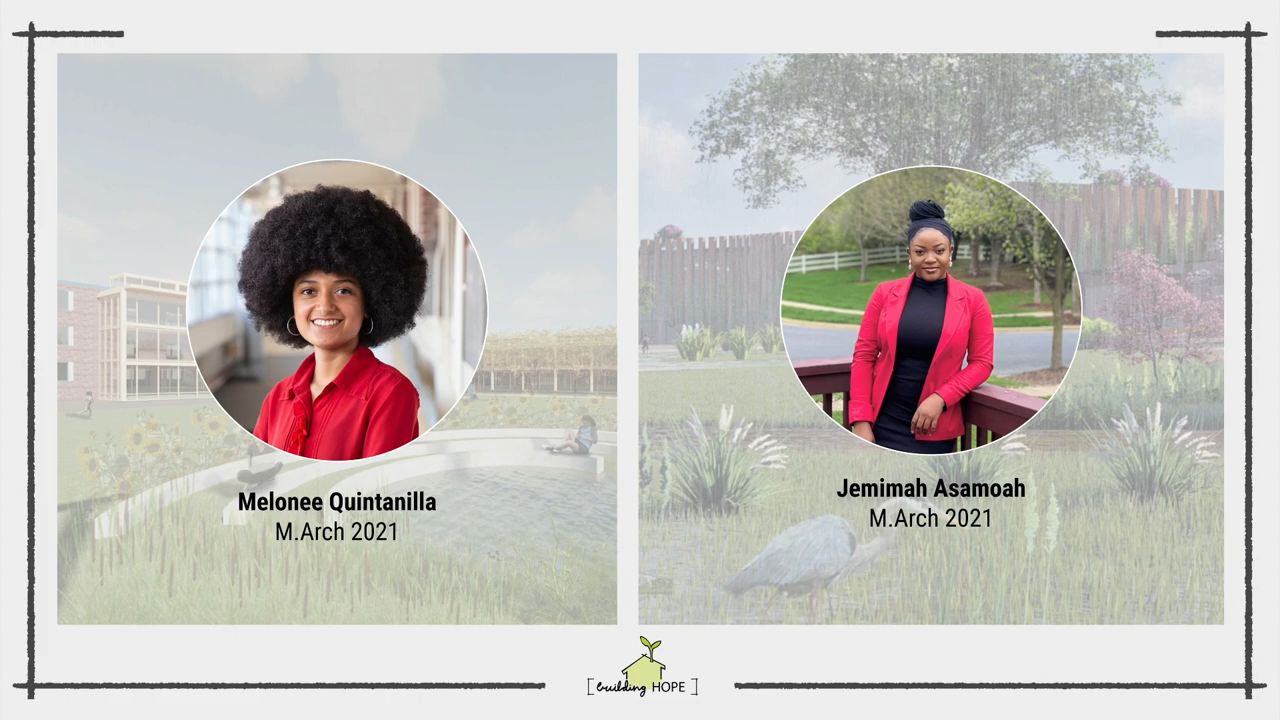 Melonee Quintanilla
M.Arch 2021
Jemimah Asamoah
M.Arch 2021
[building HOPE]